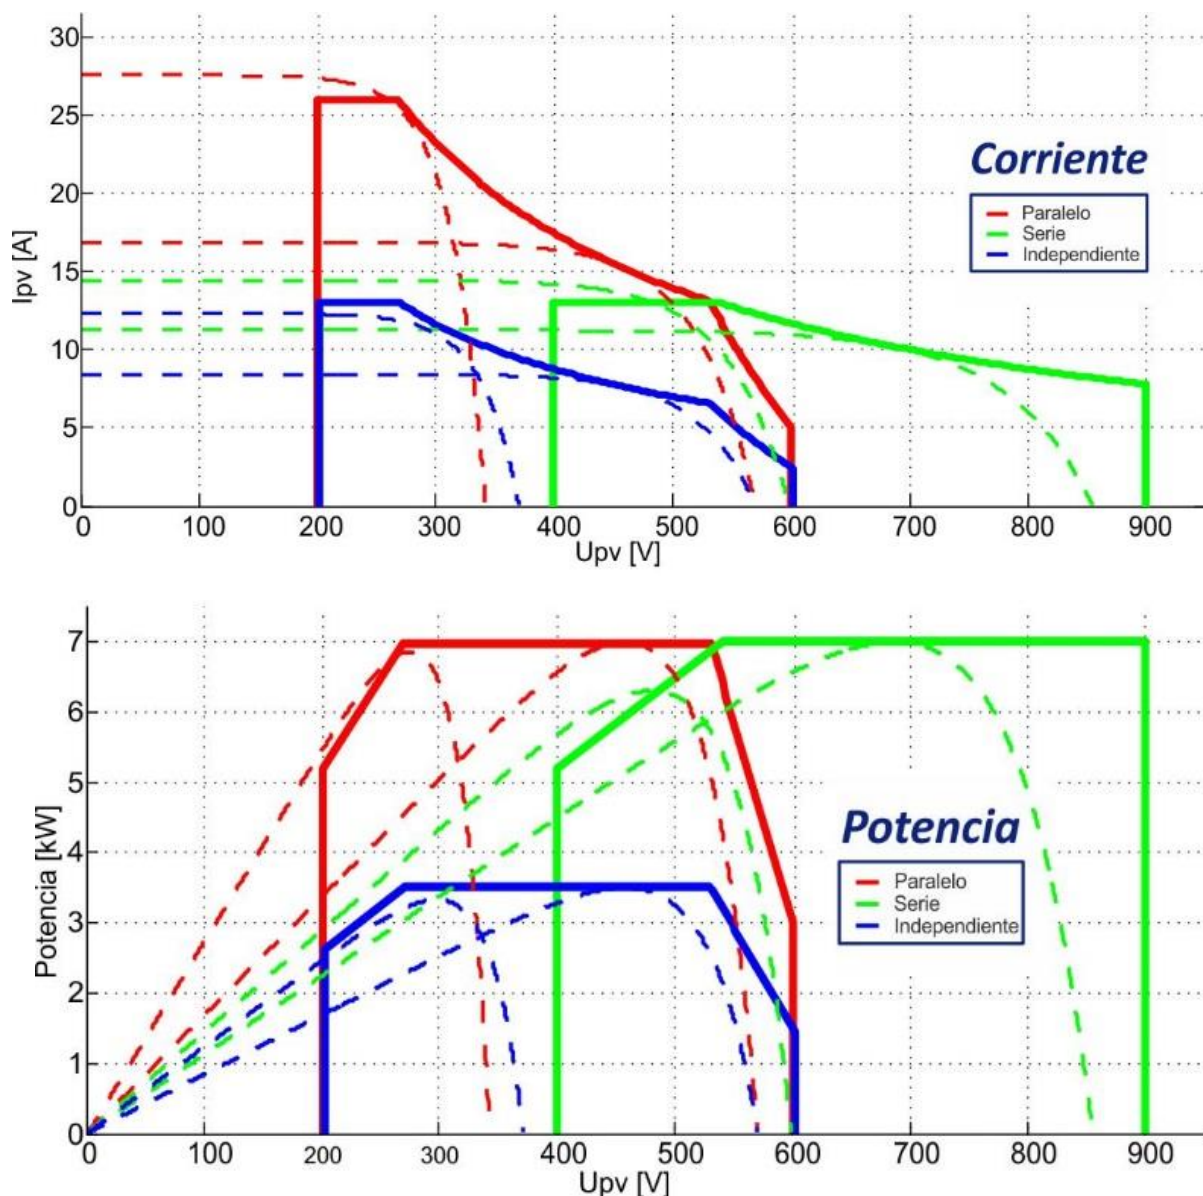 30
25
20
15
10
5
0
Ipv [A]
Corriente
Paralelo
Serie
Independiente
0 100 200 300 400 500 600 700 800 900
Upv [V]
7
6
5
4
3
2
1
0
Potencia [kW]
Potencia
Paralelo
Serie
Independiente
0 100 200 300 400 500 600 700 800 900
Upv [V]